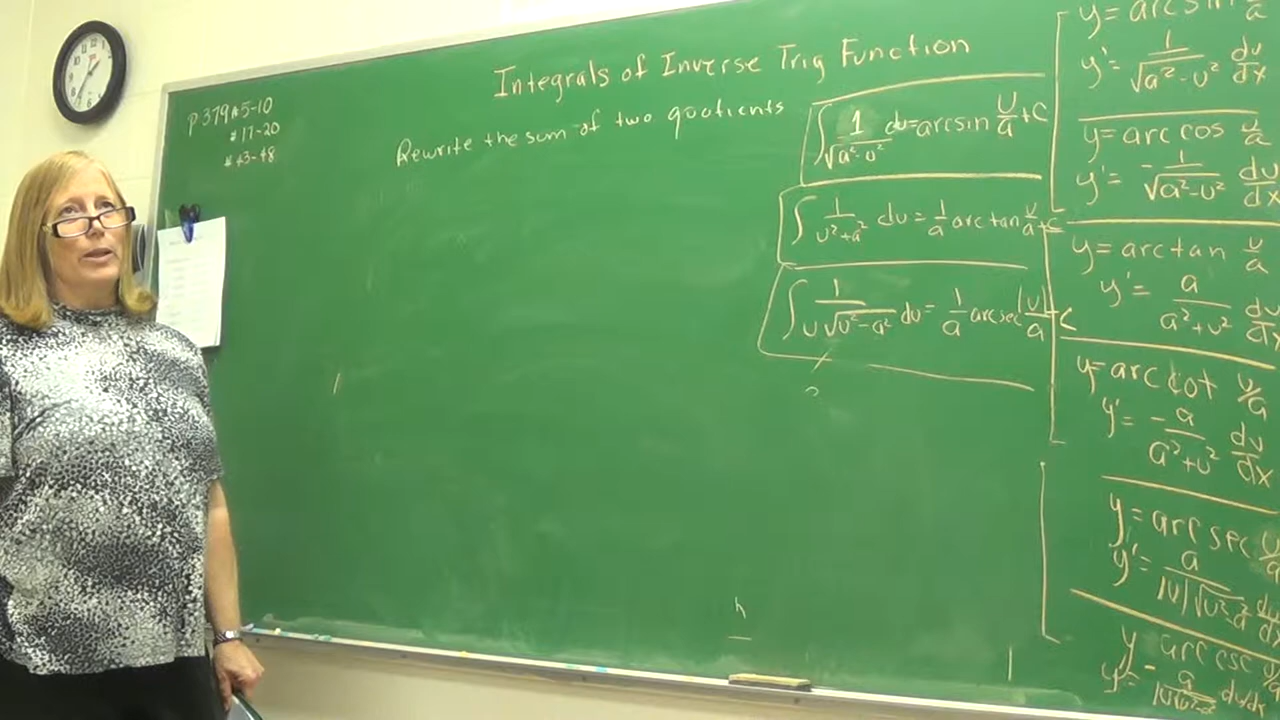 Integrals of Inverse Trig Function
p 379 # 5-10
# 17-20
# 43-48
Rewrite the sum of two quotients
∫ 1/√(a²-u²) du = arcsin u/a + C
∫ 1/(u²+a²) du = 1/a arctan u/a + C
∫ 1/(u√(u²-a²)) du = 1/a arcsec |u|/a + C
y = arcsin u/a
y' = 1/√(a²-u²) du/dx
y = arccos u/a
y' = -1/√(a²-u²) du/dx
y = arctan u/a
y' = a/(a²+u²) du/dx
y = arccot u/a
y' = -a/(a²+u²) du/dx
y = arcsec u/a
y' = a/(|u|√(u²-a²)) du/dx
y = arccsc u/a
y' = -a/(|u|√(u²-a²)) du/dx